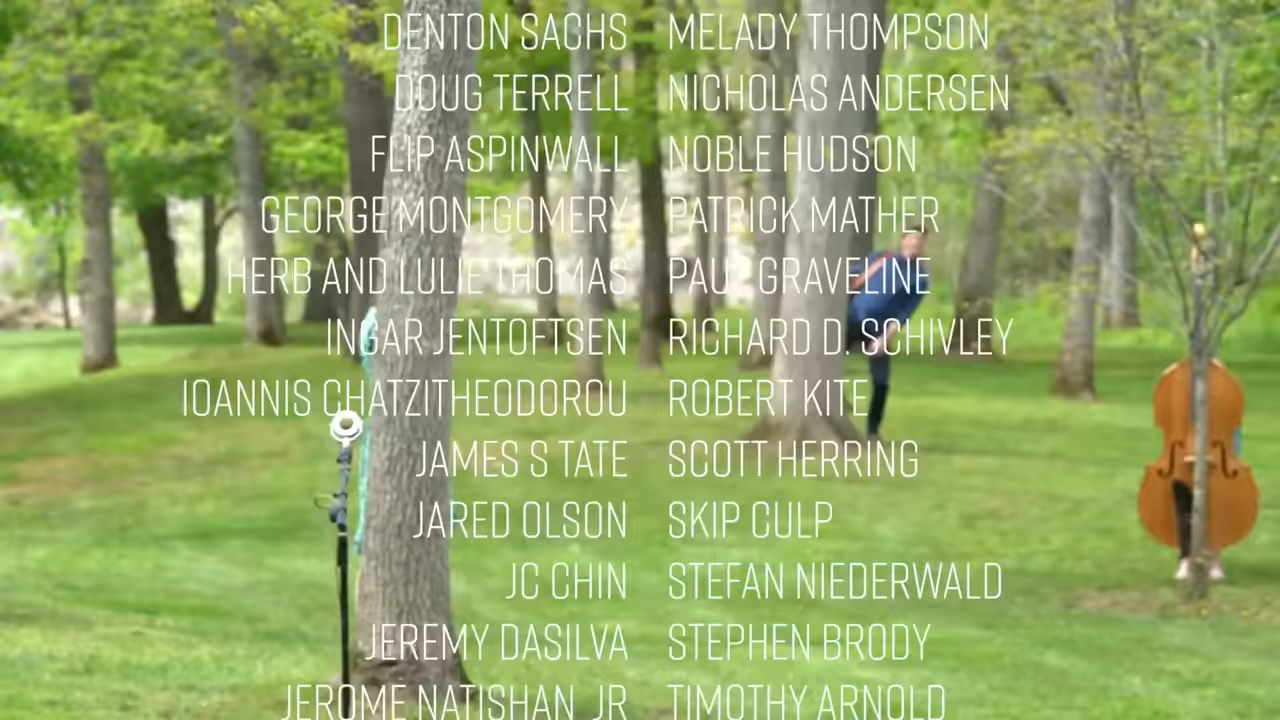 DENTON SACHS MELADY THOMPSON
DOUG TERRELL NICHOLAS ANDERSEN
FLIP ASPINWALL NOBLE HUDSON
GEORGE MONTGOMERY PATRICK MATHER
HERB AND LULIE THOMAS PAUL GRAVELINE
INGAR JENTOFTSEN RICHARD D. SCHIVLEY
IOANNIS CHATZITHEODOROU ROBERT KITE
JAMES S TATE SCOTT HERRING
JARED OLSON SKIP CULP
JC CHIN STEFAN NIEDERWALD
JEREMY DASILVA STEPHEN BRODY
JEROME NATISHAN JR TIMOTHY ARNOLD